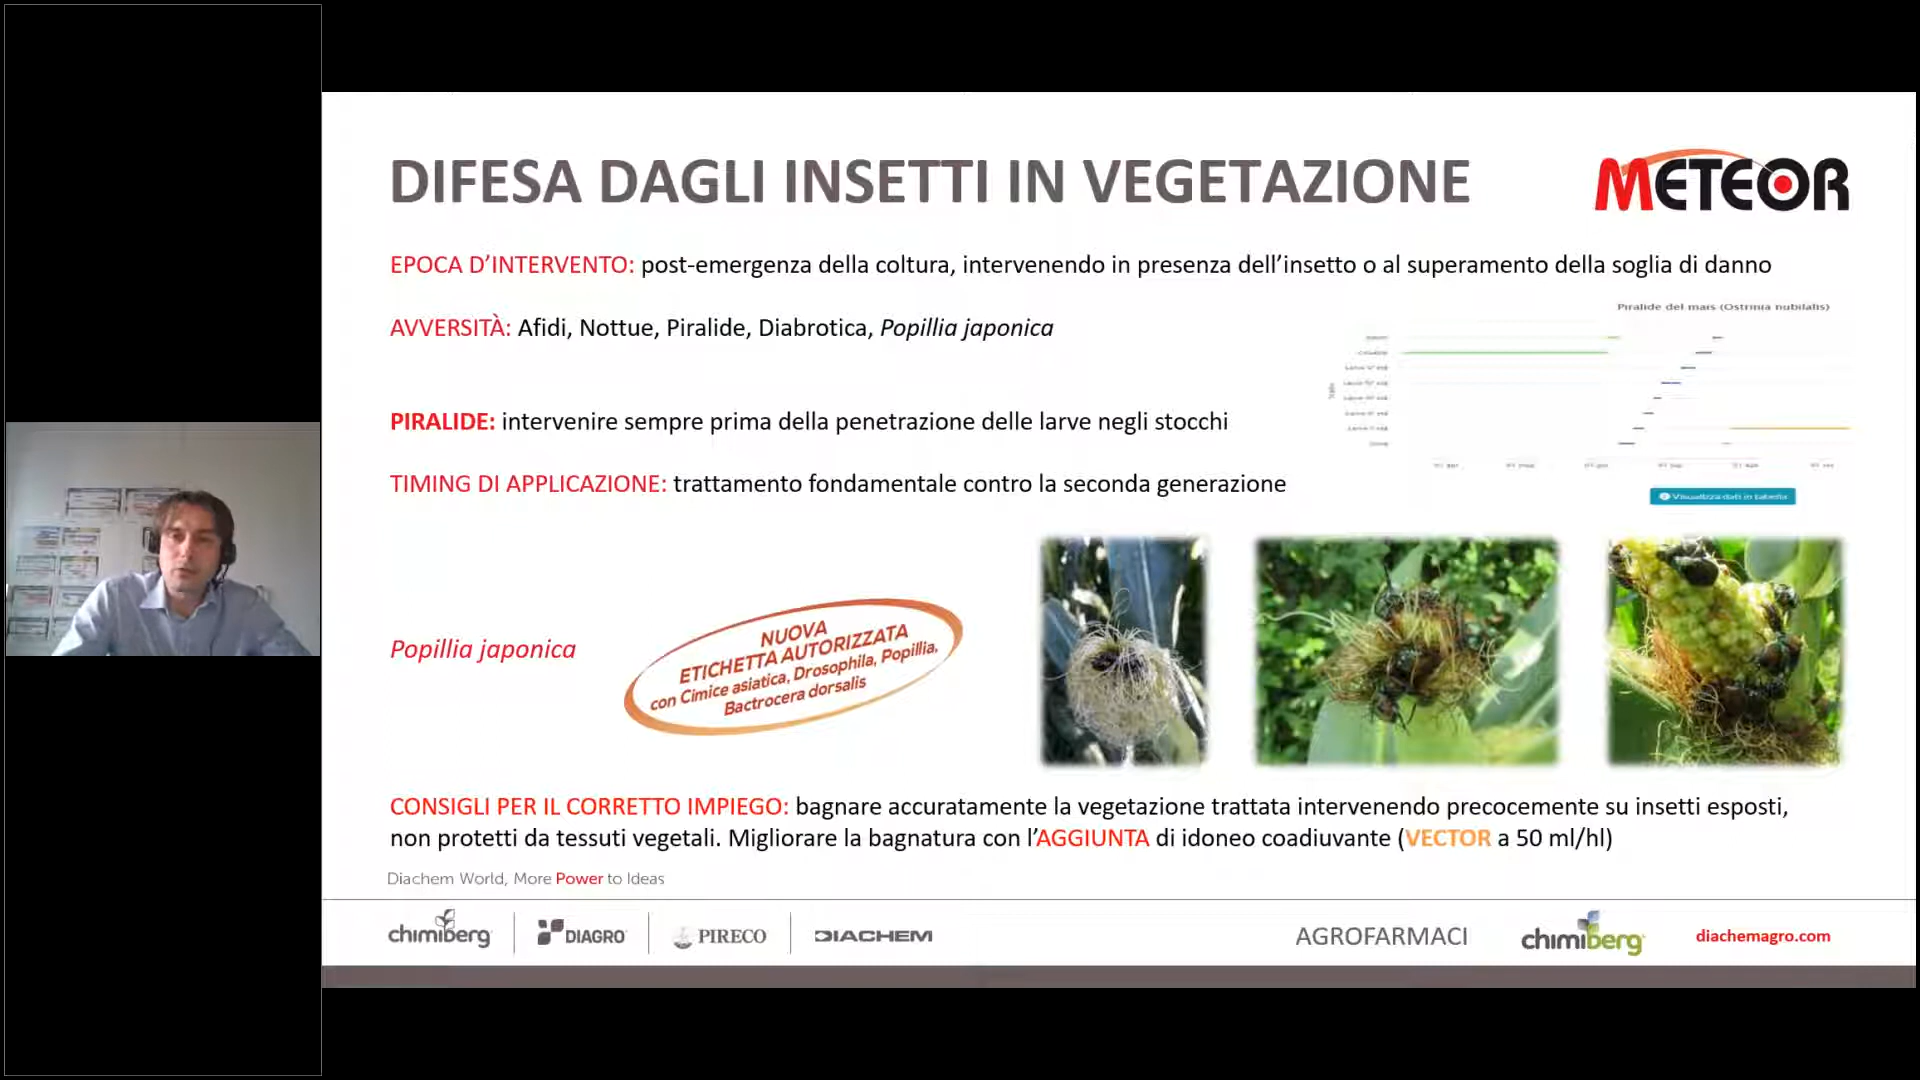 DIFESA DAGLI INSETTI IN VEGETAZIONE
METEOR
EPOCA D’INTERVENTO: post-emergenza della coltura, intervenendo in presenza dell’insetto o al superamento della soglia di danno
Piralide del mais (Ostrinia nubilalis)
AVVERSITÀ: Afidi, Nottue, Piralide, Diabrotica, Popillia japonica
PIRALIDE: intervenire sempre prima della penetrazione delle larve negli stocchi
TIMING DI APPLICAZIONE: trattamento fondamentale contro la seconda generazione
Visualizza dati in tabella
Popillia japonica
NUOVA
ETICHETTA AUTORIZZATA
con Cimice asiatica, Drosophila, Popillia,
Bactrocera dorsalis
CONSIGLI PER IL CORRETTO IMPIEGO: bagnare accuratamente la vegetazione trattata intervenendo precocemente su insetti esposti,
non protetti da tessuti vegetali. Migliorare la bagnatura con l’AGGIUNTA di idoneo coadiuvante (VECTOR a 50 ml/hl)
Diachem World, More Power to Ideas
chimiberg DIAGRO PIRECO DIACHEM AGROFARMACI chimiberg diachemagro.com